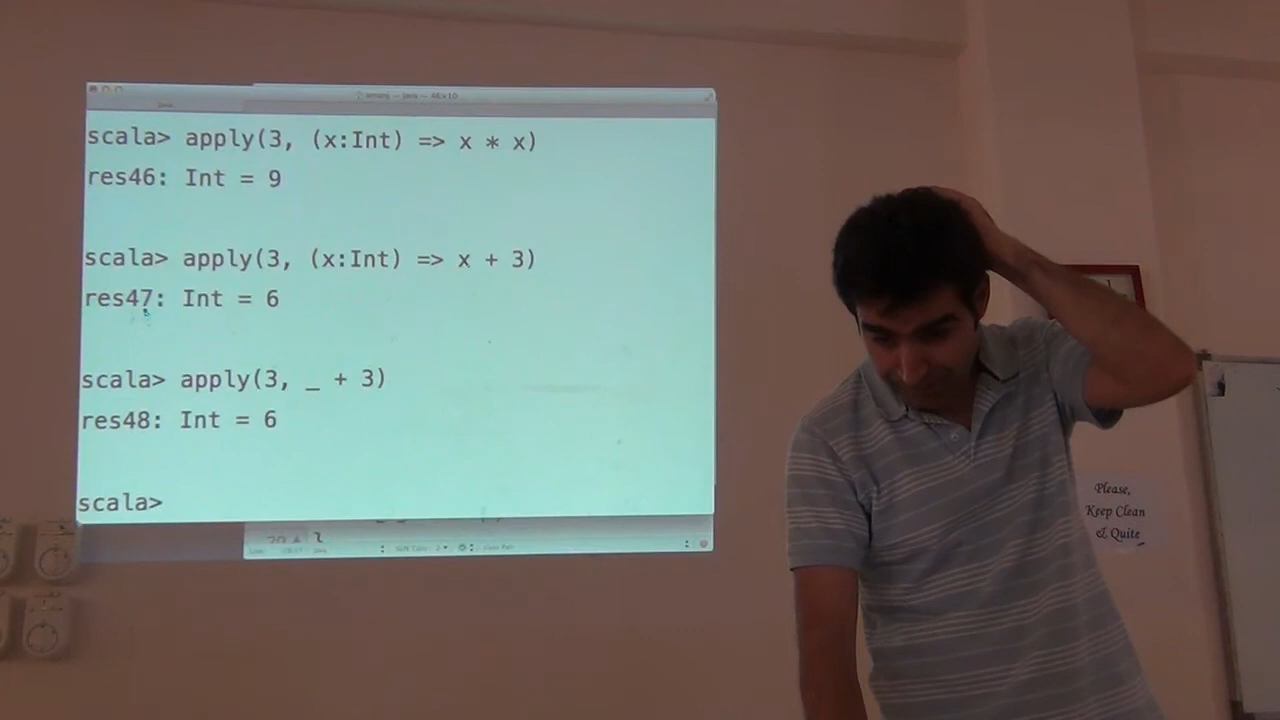 scala> apply(3, (x:Int) => x * x)
res46: Int = 9
scala> apply(3, (x:Int) => x + 3)
res47: Int = 6
scala> apply(3, _ + 3)
res48: Int = 6
scala>
Please,
Keep Clean
& Quite